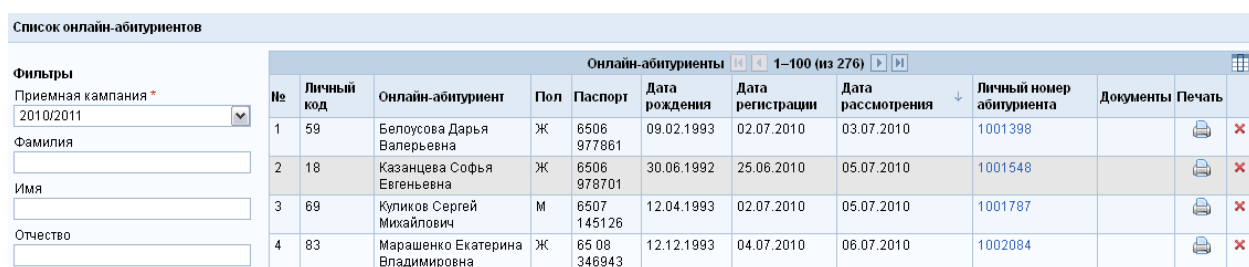 Список онлайн-абитуриентов
Фильтры
Приемная кампания *
2010/2011
Фамилия
Имя
Отчество
Онлайн-абитуриенты 1–100 (из 276)
№ Личный код Онлайн-абитуриент Пол Паспорт Дата рождения Дата регистрации Дата рассмотрения Личный номер абитуриента Документы Печать
1 59 Белоусова Дарья Ж 6506 09.02.1993 02.07.2010 03.07.2010 1001398
Валерьевна 977861
2 18 Казанцева Софья Ж 6506 30.06.1992 25.06.2010 05.07.2010 1001548
Евгеньевна 978701
3 69 Куликов Сергей М 6507 12.04.1993 02.07.2010 05.07.2010 1001787
Михайлович 145126
4 83 Марашенко Екатерина Ж 65 08 12.12.1993 04.07.2010 06.07.2010 1002084
Владимировна 346943